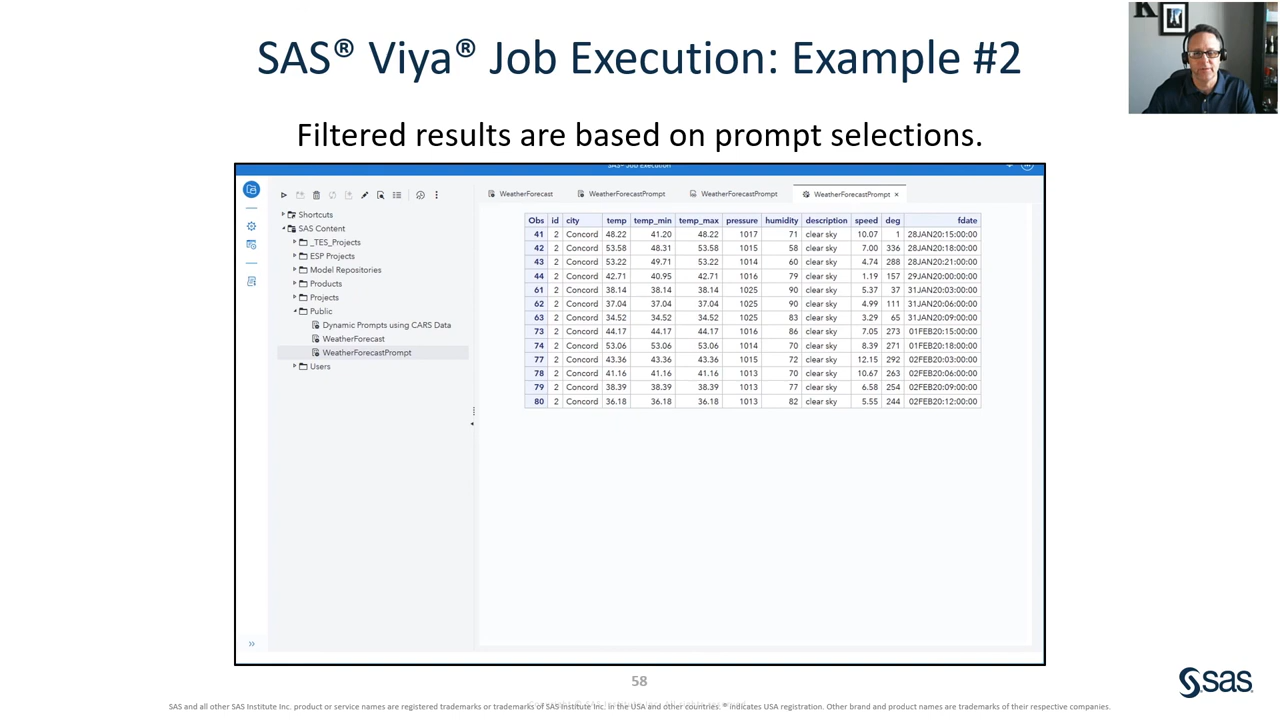 SAS® Viya® Job Execution: Example #2
Filtered results are based on prompt selections.
SAS® Job Execution
WeatherForecast WeatherForecastPrompt WeatherForecastPrompt WeatherForecastPrompt ×
Shortcuts
SAS Content
_TES_Projects
ESP Projects
Model Repositories
Products
Projects
Public
Dynamic Prompts using CARS Data
WeatherForecast
WeatherForecastPrompt
Users
Obs id city temp temp_min temp_max pressure humidity description speed deg fdate
41 2 Concord 48.22 41.20 48.22 1017 71 clear sky 10.07 1 28JAN20:15:00:00
42 2 Concord 53.58 48.31 53.58 1015 58 clear sky 7.00 336 28JAN20:18:00:00
43 2 Concord 53.22 49.71 53.22 1014 60 clear sky 4.74 288 28JAN20:21:00:00
44 2 Concord 42.71 40.95 42.71 1016 79 clear sky 1.19 157 29JAN20:00:00:00
61 2 Concord 38.14 38.14 38.14 1025 90 clear sky 5.37 37 31JAN20:03:00:00
62 2 Concord 37.04 37.04 37.04 1025 90 clear sky 4.99 111 31JAN20:06:00:00
63 2 Concord 34.52 34.52 34.52 1025 83 clear sky 3.29 65 31JAN20:09:00:00
73 2 Concord 44.17 44.17 44.17 1016 86 clear sky 7.05 273 01FEB20:15:00:00
74 2 Concord 53.06 53.06 53.06 1014 70 clear sky 8.39 271 01FEB20:18:00:00
77 2 Concord 43.36 43.36 43.36 1015 72 clear sky 12.15 292 02FEB20:03:00:00
78 2 Concord 41.16 41.16 41.16 1013 70 clear sky 10.67 263 02FEB20:06:00:00
79 2 Concord 38.39 38.39 38.39 1013 77 clear sky 6.58 254 02FEB20:09:00:00
80 2 Concord 36.18 36.18 36.18 1013 82 clear sky 5.55 244 02FEB20:12:00:00
58
sas
SAS and all other SAS Institute Inc. product or service names are registered trademarks or trademarks of SAS Institute Inc. in the USA and other countries. ® indicates USA registration. Other brand and product names are trademarks of their respective companies.